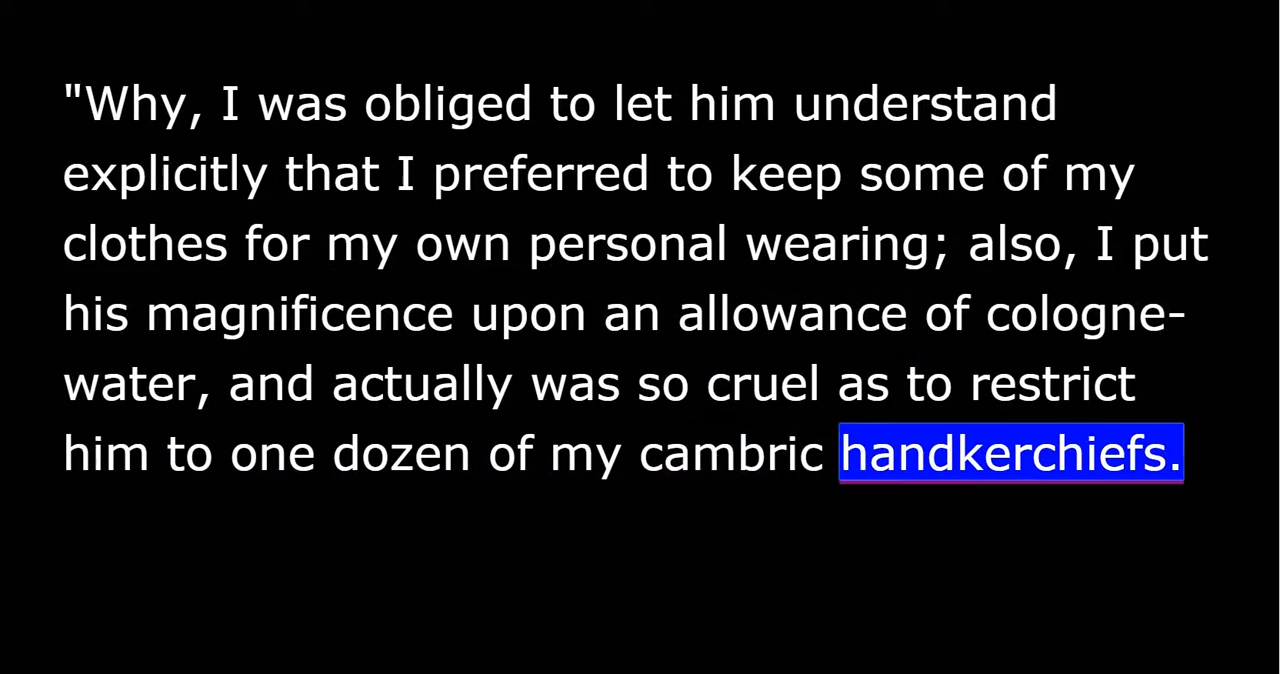 "Why, I was obliged to let him understand
explicitly that I preferred to keep some of my
clothes for my own personal wearing; also, I put
his magnificence upon an allowance of cologne-
water, and actually was so cruel as to restrict
him to one dozen of my cambric handkerchiefs.